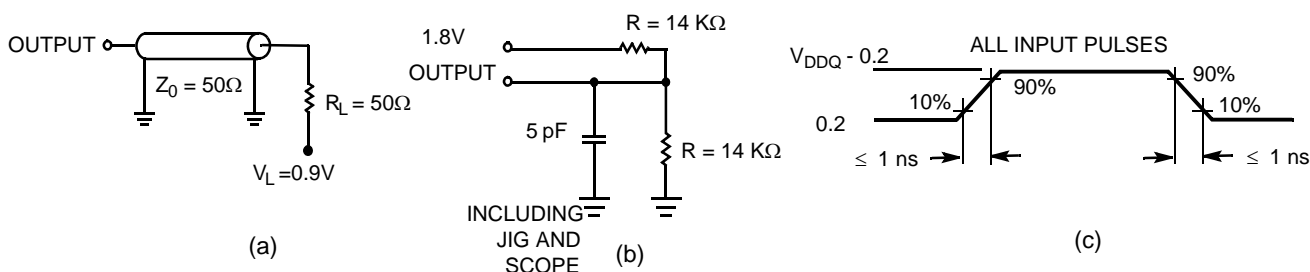 OUTPUT
Z0 = 50Ω
RL = 50Ω
VL =0.9V
(a)
R = 14 KΩ
1.8V
OUTPUT
5 pF
R = 14 KΩ
INCLUDING
JIG AND
SCOPE
(b)
ALL INPUT PULSES
VDDQ - 0.2
90%
90%
10%
10%
0.2
≤ 1 ns
≤ 1 ns
(c)